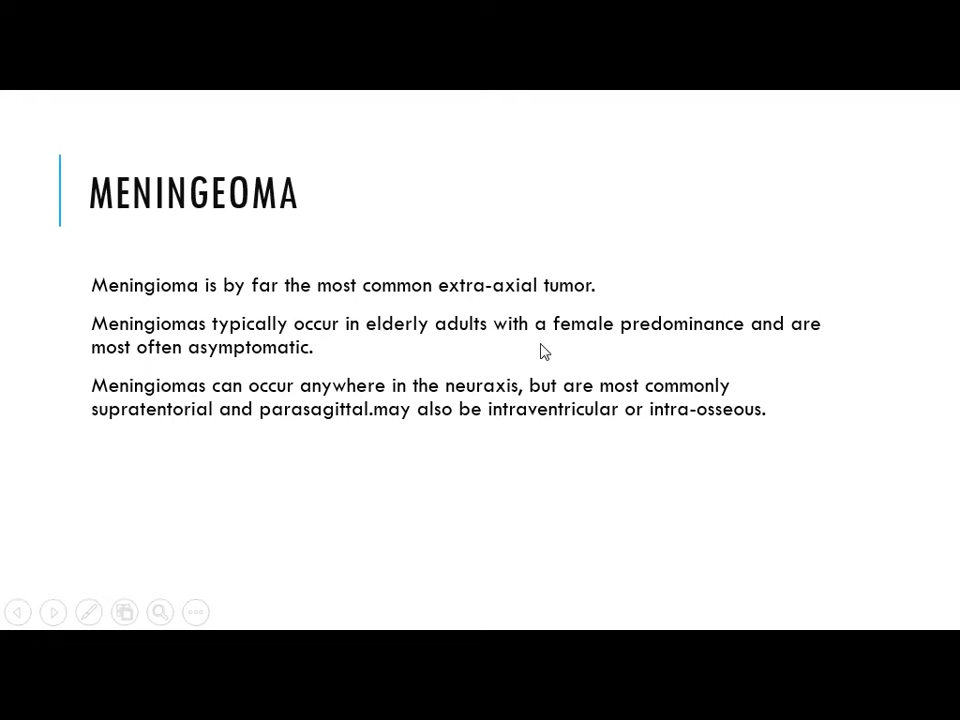 MENINGEOMA
Meningioma is by far the most common extra-axial tumor.
Meningiomas typically occur in elderly adults with a female predominance and are
most often asymptomatic.
Meningiomas can occur anywhere in the neuraxis, but are most commonly
supratentorial and parasagittal.may also be intraventricular or intra-osseous.